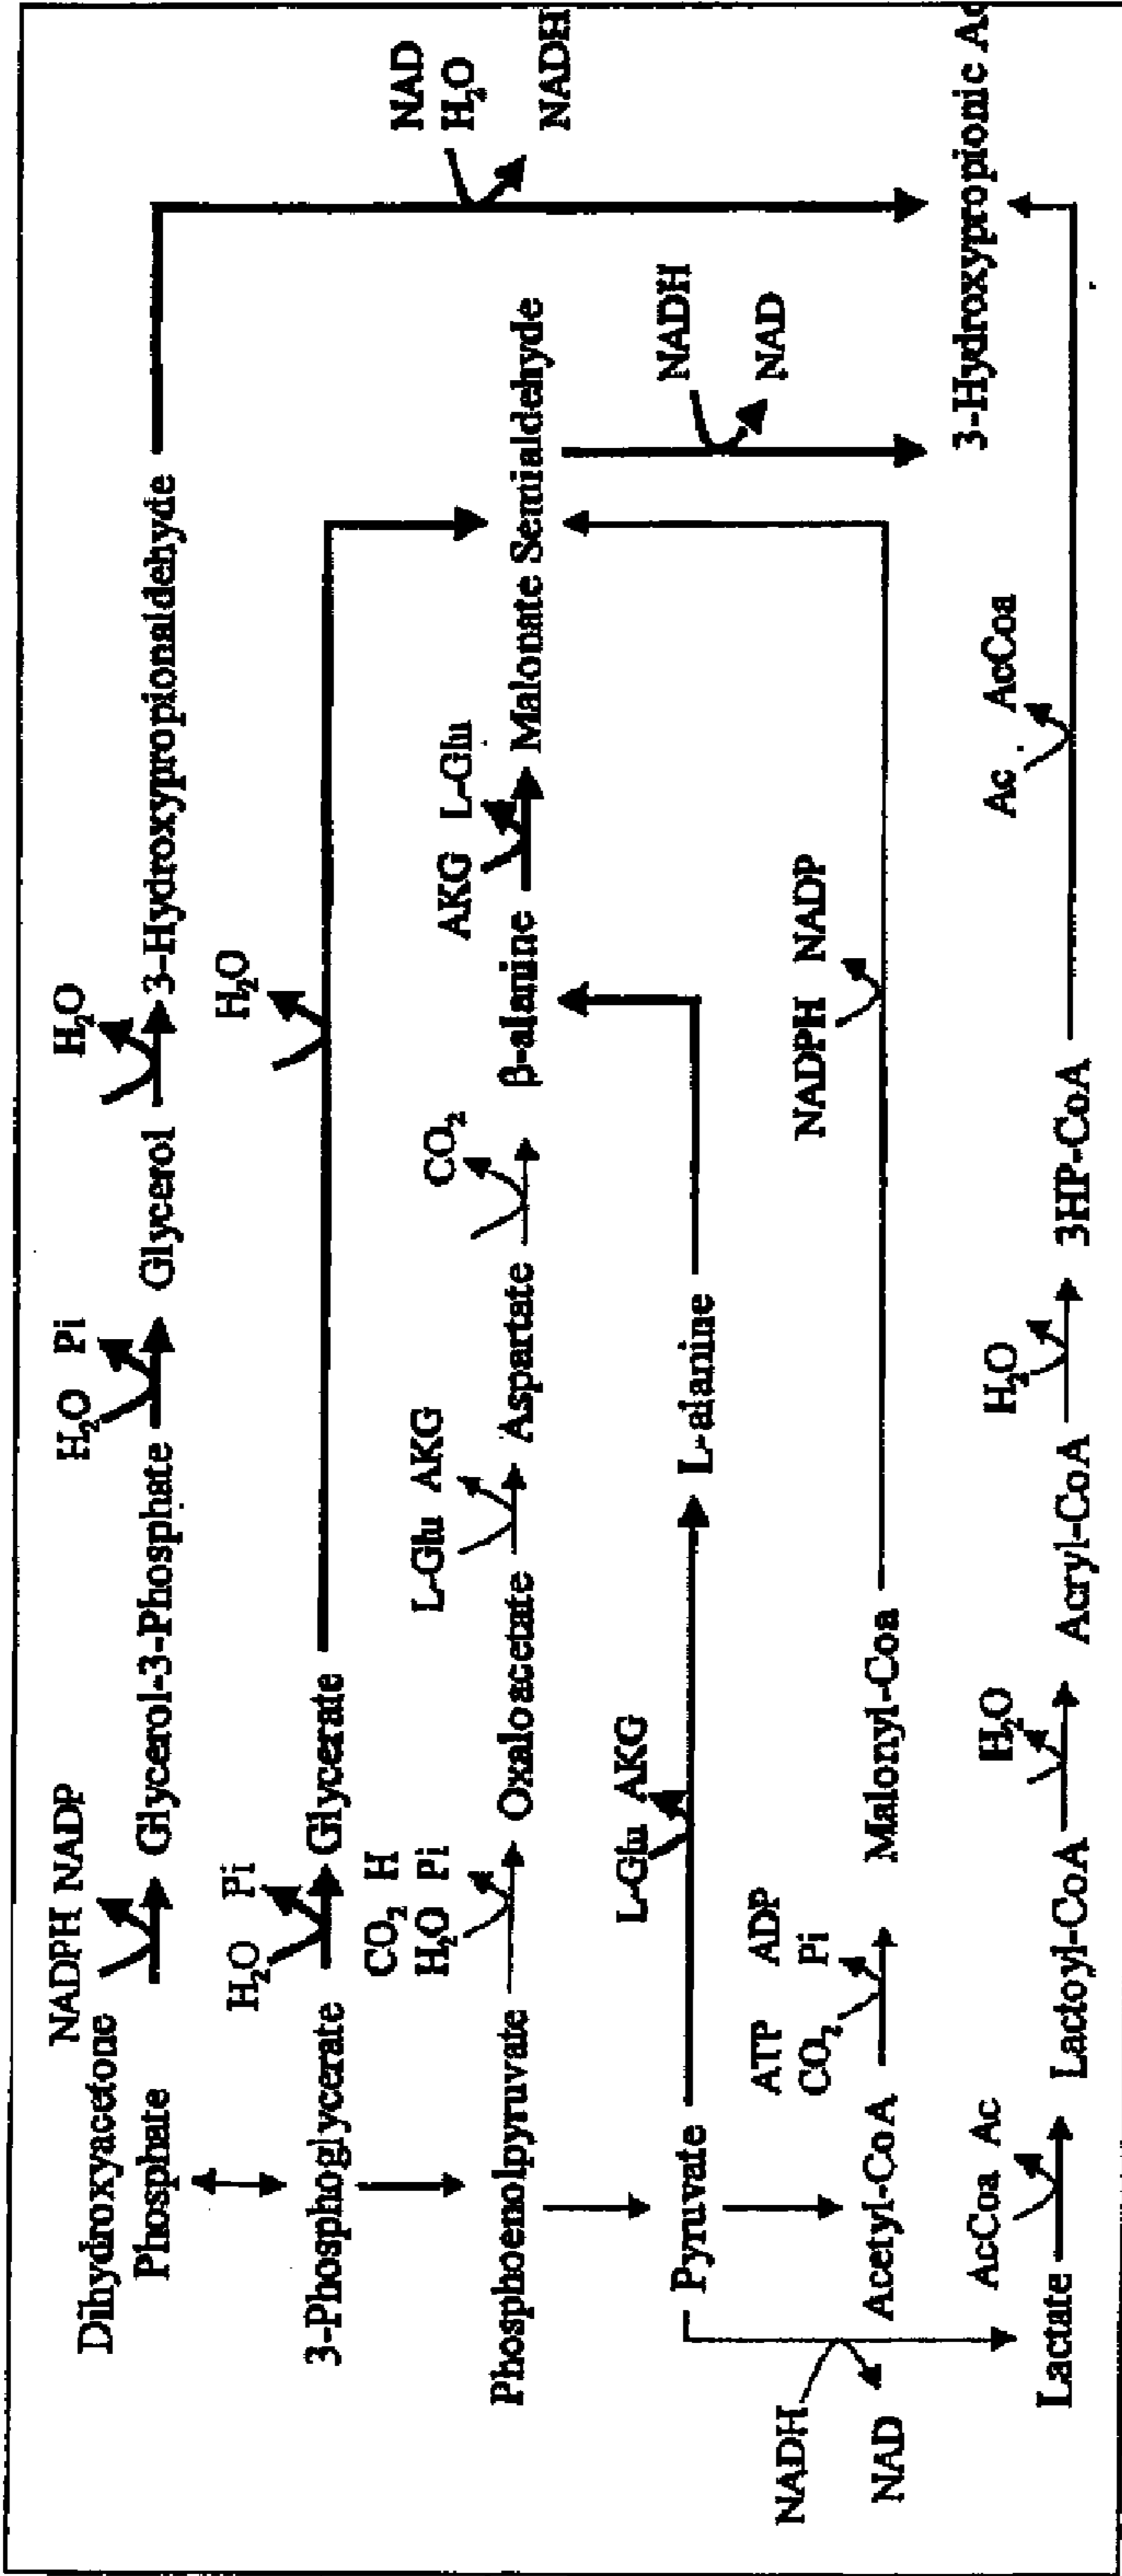 Dihydroxyacetone
Phosphate
NADPH NADP
Glycerol-3-Phosphate
H₂O Pi
Glycerol
H₂O
3-Hydroxypropionaldehyde
NAD
H₂O
NADH
3-Phosphoglycerate
H₂O Pi
Glycerate
H₂O
Phosphoenolpyruvate
CO₂ H
H₂O Pi
Oxaloacetate
L-Glu AKG
Aspartate
CO₂
β-alanine
AKG L-Glu
Malonate Semialdehyde
NADH
NAD
Pyruvate
L-Glu AKG
L-alanine
NADH
NAD
Acetyl-CoA
ATP ADP
CO₂ Pi
Malonyl-Coa
NADPH NADP
3-Hydroxypropionic Ac
Lactate
AcCoa Ac
Lactoyl-CoA
H₂O
Acryl-CoA
H₂O
3HP-CoA
Ac AcCoa